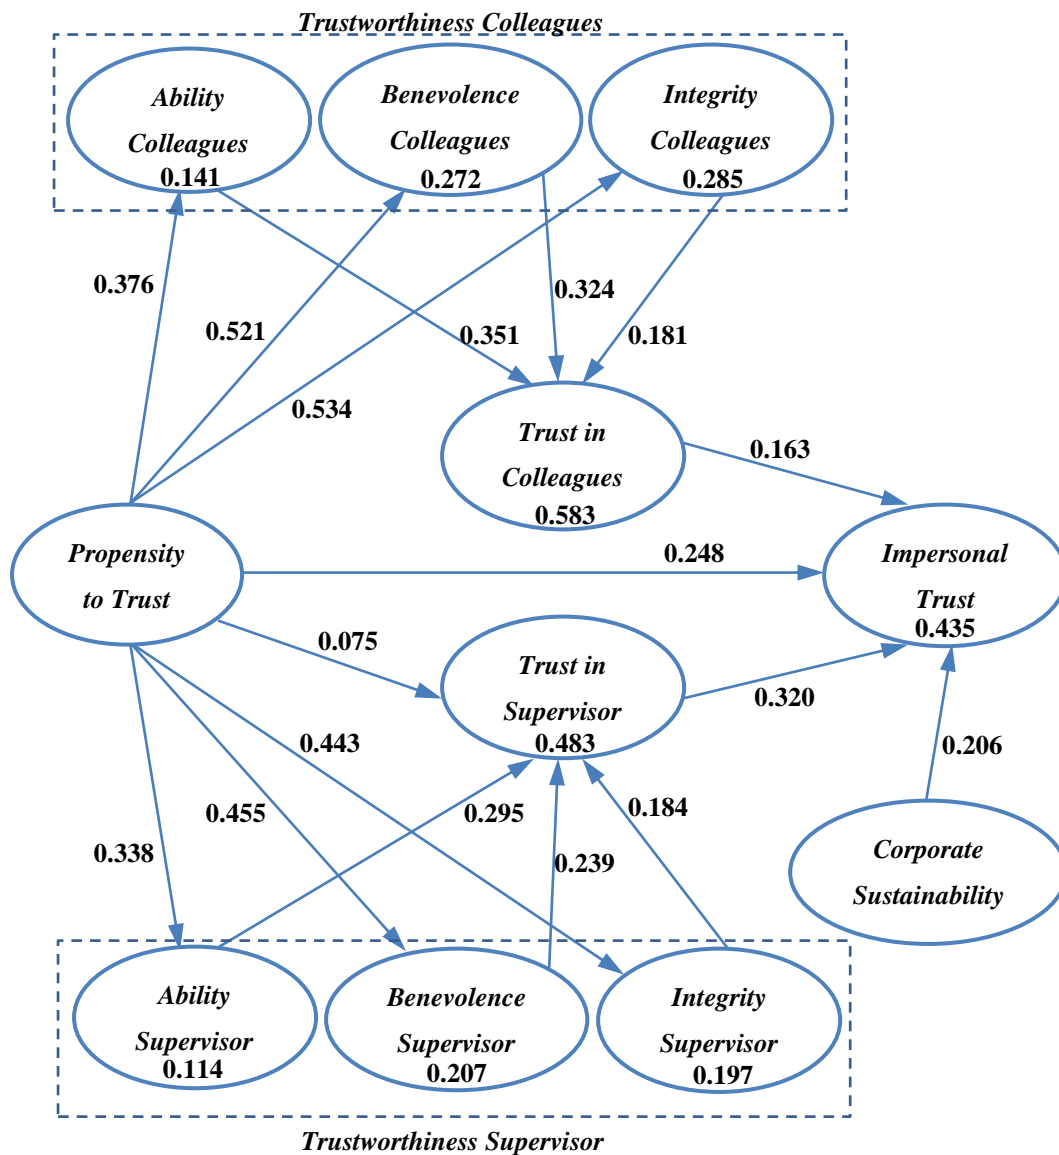 Trustworthiness Colleagues
Ability
Colleagues
0.141
Benevolence
Colleagues
0.272
Integrity
Colleagues
0.285
0.376
0.521
0.351
0.324
0.181
0.534
Trust in
Colleagues
0.583
0.163
Propensity
to Trust
0.248
Impersonal
Trust
0.435
0.075
Trust in
Supervisor
0.483
0.320
0.443
0.206
0.455
0.295
0.184
0.338
0.239
Corporate
Sustainability
Ability
Supervisor
0.114
Benevolence
Supervisor
0.207
Integrity
Supervisor
0.197
Trustworthiness Supervisor